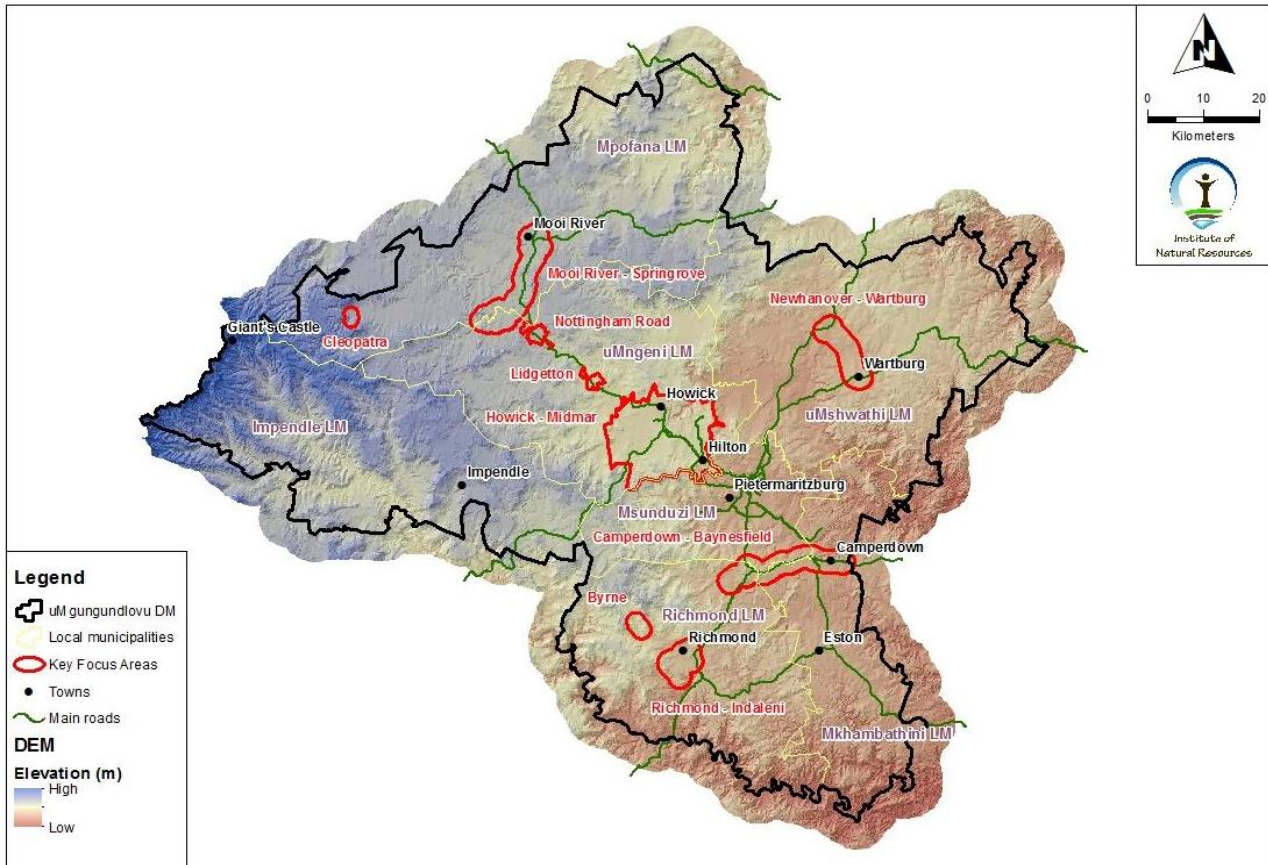 N
0 10 20
Kilometers
Institute of
Natural Resources
Mpofana LM
Mooi River
Mooi River - Springrove
Newhanover - Wartburg
Giant's Castle
Cleopatra
Nottingham Road
uMngeni LM
Wartburg
Lidgetton
Howick
Howick - Midmar
uMshwathi LM
Impendle LM
Hilton
Impendle
Pietermaritzburg
Msunduzi LM
Camperdown - Baynesfield
Camperdown
Byrne
Richmond LM
Richmond
Eston
Richmond - Indaleni
Mkhambathini LM
Legend
uMgungundlovu DM
Local municipalities
Key Focus Areas
Towns
Main roads
DEM
Elevation (m)
High
Low